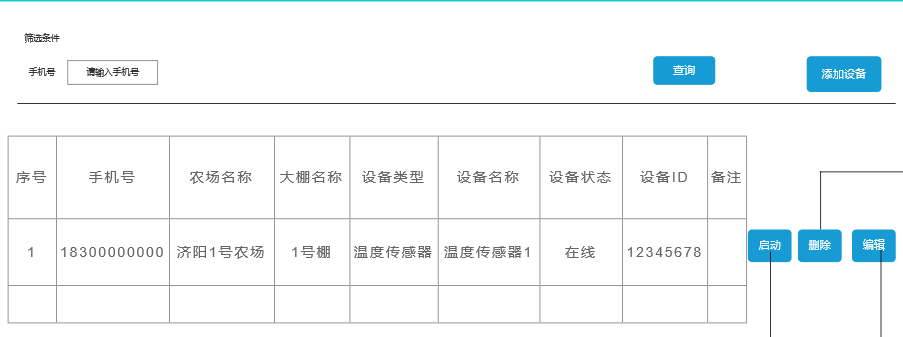 筛选条件
手机号 请输入手机号 查询 添加设备
序号 手机号 农场名称 大棚名称 设备类型 设备名称 设备状态 设备ID 备注
1 18300000000 济阳1号农场 1号棚 温度传感器 温度传感器1 在线 12345678 启动 删除 编辑